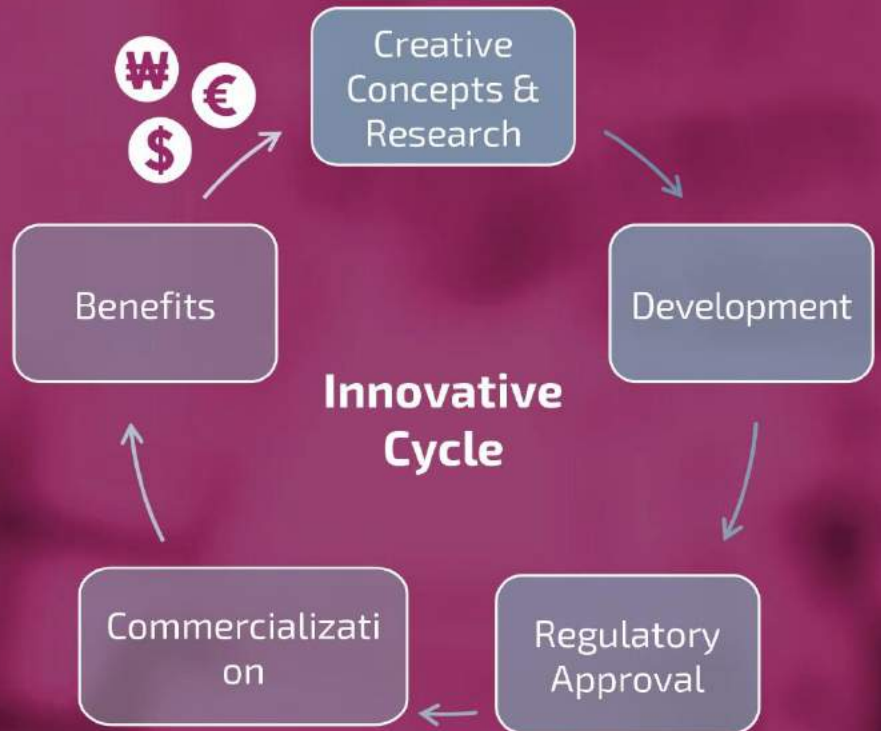 ₩
€
$
Creative
Concepts &
Research
Development
Regulatory
Approval
Commercializati
on
Benefits
Innovative
Cycle